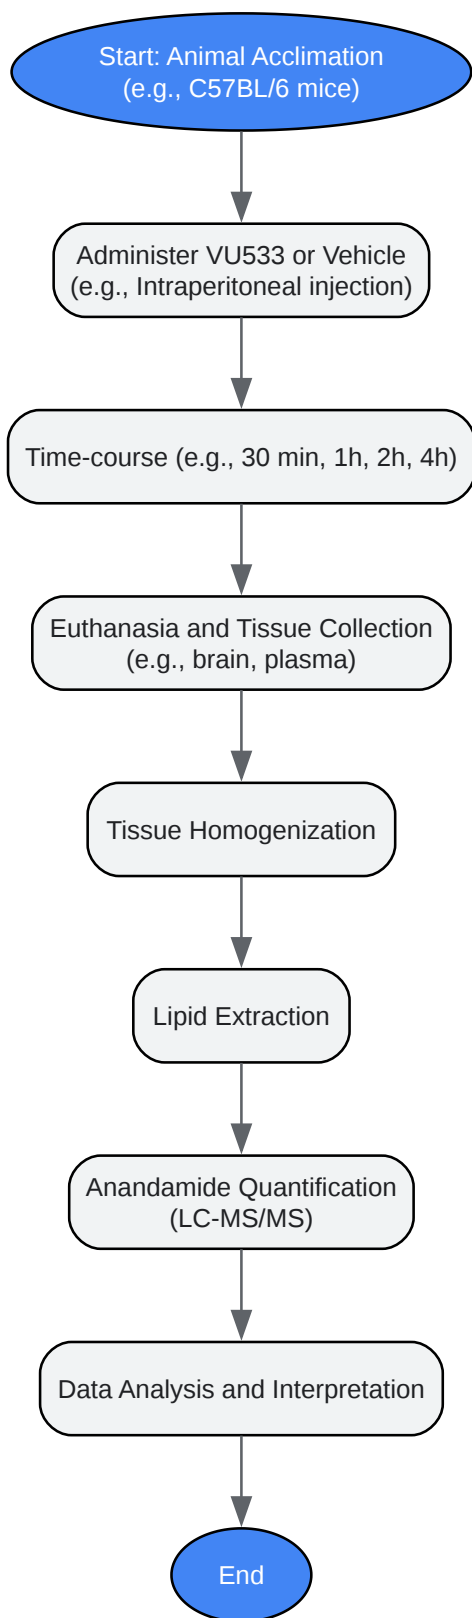 Start: Animal Acclimation
(e.g., C57BL/6 mice)
Administer VU533 or Vehicle
(e.g., Intraperitoneal injection)
Time-course (e.g., 30 min, 1h, 2h, 4h)
Euthanasia and Tissue Collection
(e.g., brain, plasma)
Tissue Homogenization
Lipid Extraction
Anandamide Quantification
(LC-MS/MS)
Data Analysis and Interpretation
End